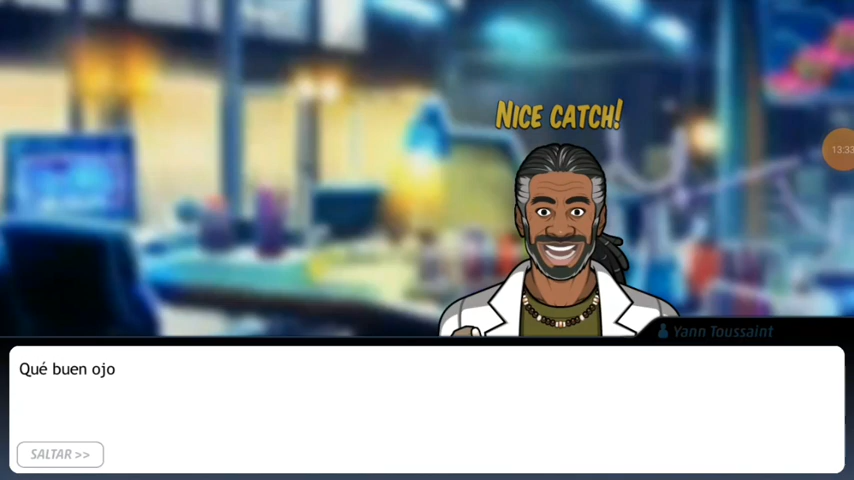 NICE CATCH!
13:33
Yann Toussaint
Qué buen ojo
SALTAR >>